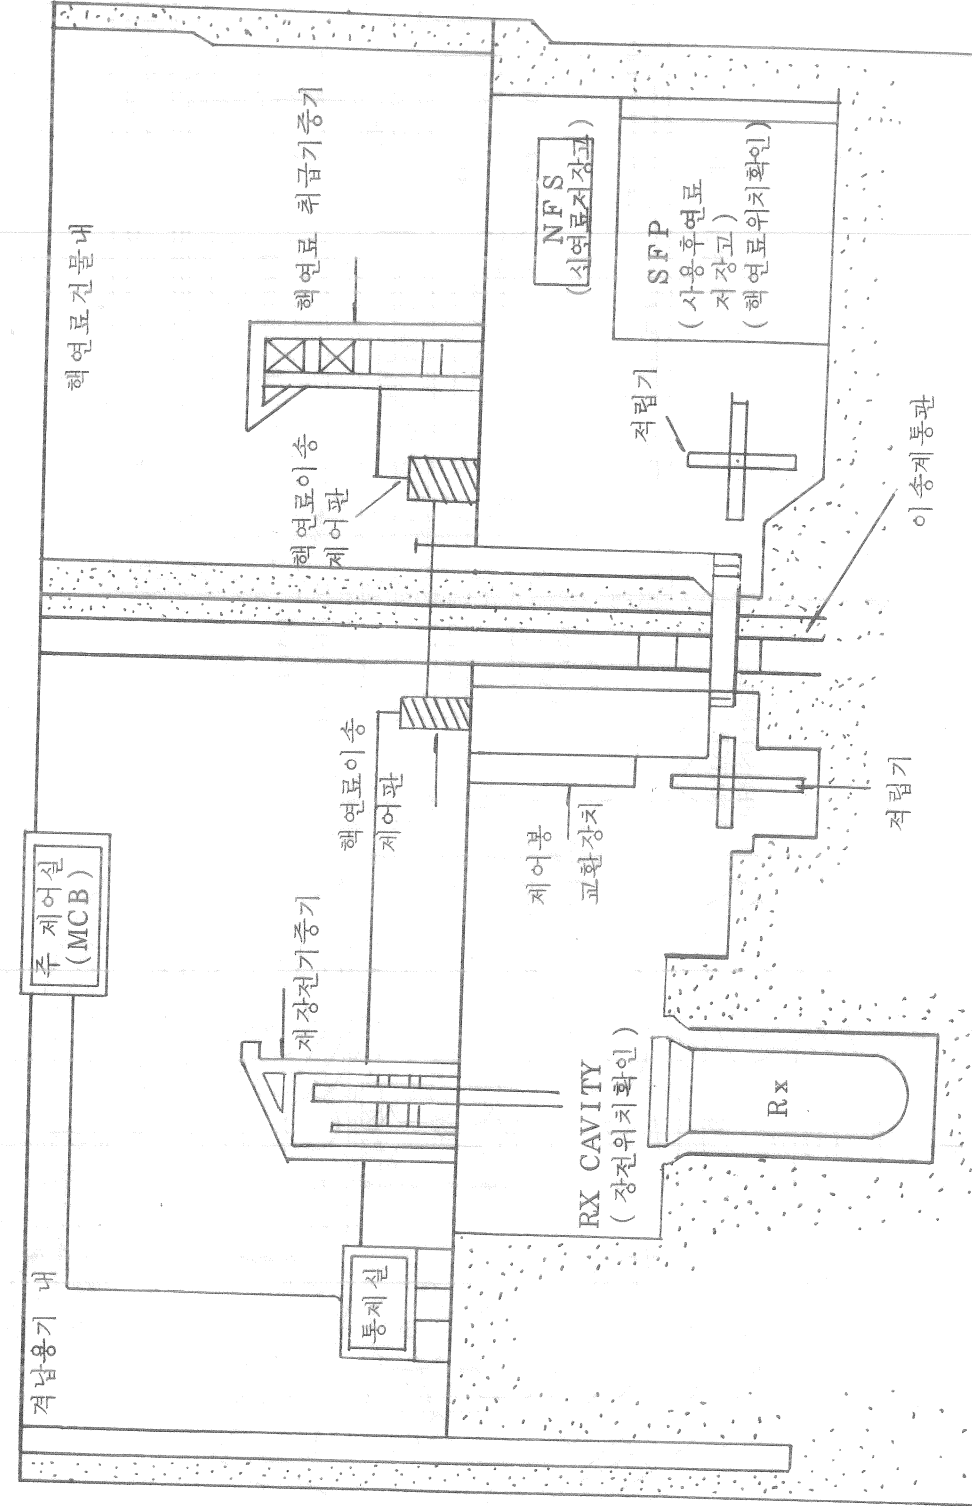 격납용기 내
주 제어실
(MCB)
핵연료건물내
통제실
재장전기중기
핵연료이송
제어판
핵연료이송
제어판
핵연료 취급기중기
RX CAVITY
(장전위치확인)
Rx
제어봉
교환장치
적립기
적립기
이송계통관
NFS
(신연료저장고)
SFP
(사용후연료
저장고)
(핵연료위치확인)